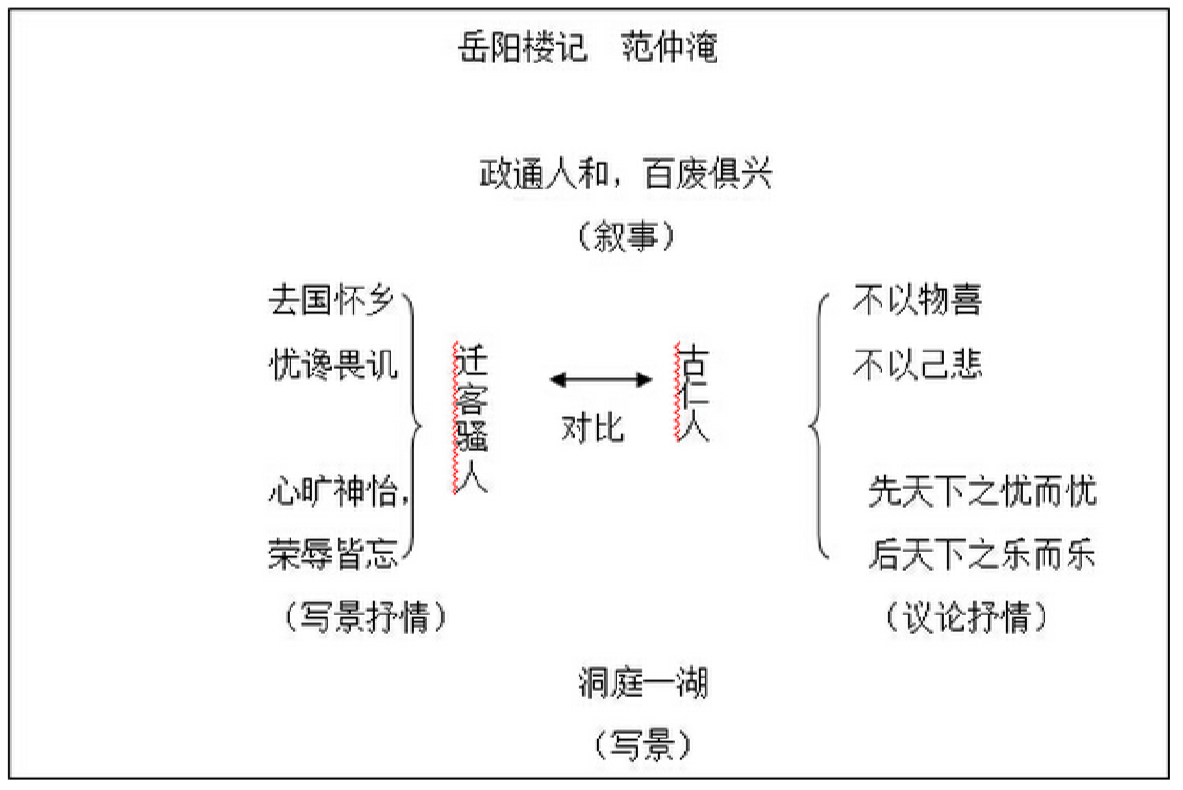 岳阳楼记　范仲淹
政通人和，百废俱兴
（叙事）
去国怀乡
忧谗畏讥
心旷神怡，
荣辱皆忘
（写景抒情）
迁客骚人
对比
古仁人
不以物喜
不以己悲
先天下之忧而忧
后天下之乐而乐
（议论抒情）
洞庭一湖
（写景）